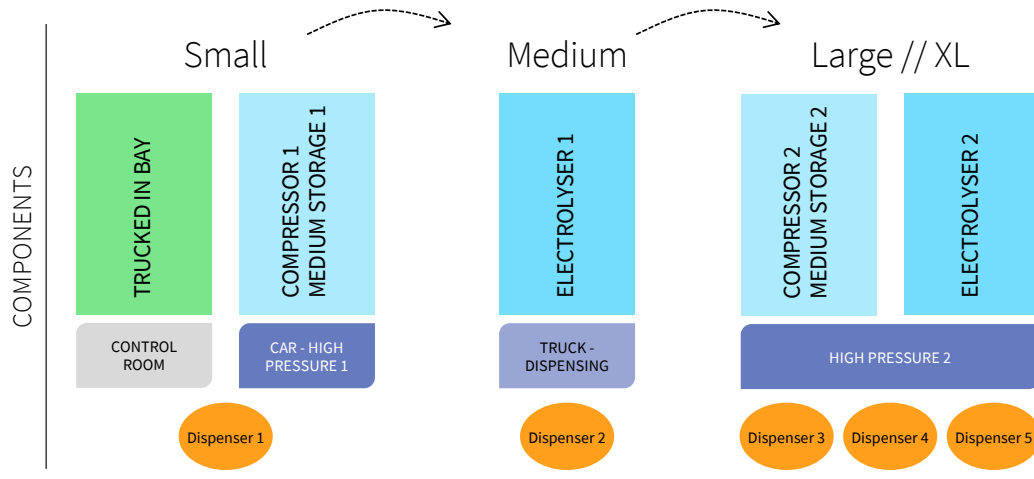 COMPONENTS
Small
Medium
Large // XL
TRUCKED IN BAY
COMPRESSOR 1
MEDIUM STORAGE 1
ELECTROLYSER 1
COMPRESSOR 2
MEDIUM STORAGE 2
ELECTROLYSER 2
CONTROL
ROOM
CAR - HIGH
PRESSURE 1
TRUCK -
DISPENSING
HIGH PRESSURE 2
Dispenser 1
Dispenser 2
Dispenser 3
Dispenser 4
Dispenser 5